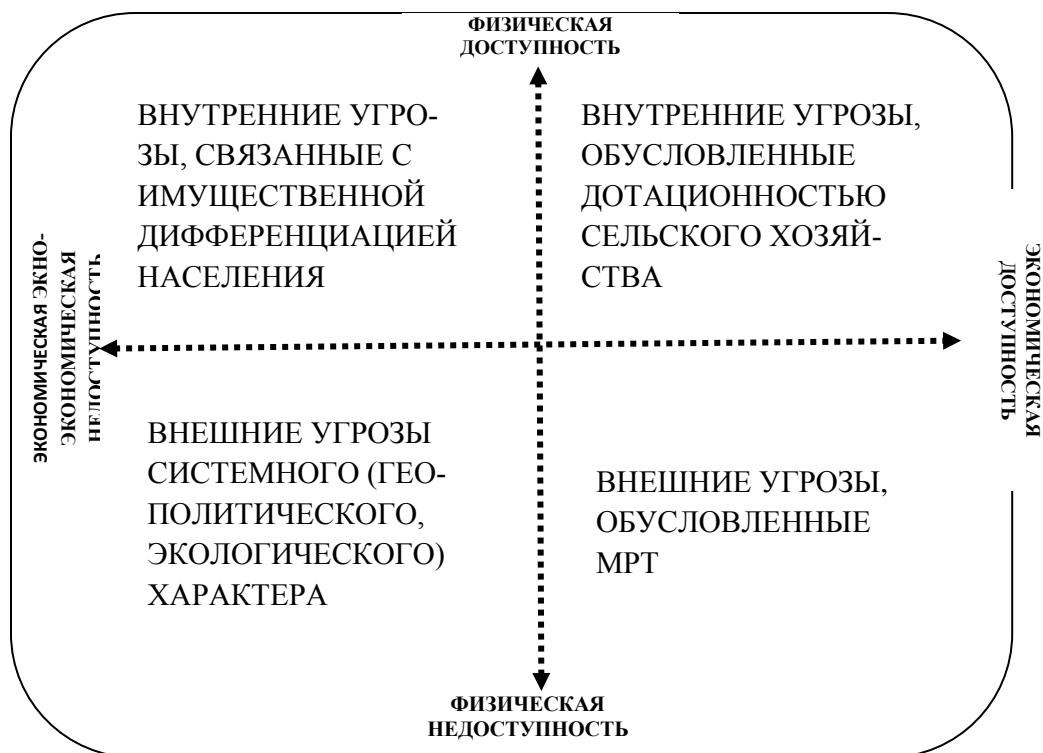 ФИЗИЧЕСКАЯ
ДОСТУПНОСТЬ
ВНУТРЕННИЕ УГРО-
ЗЫ, СВЯЗАННЫЕ С
ИМУЩЕСТВЕННОЙ
ДИФФЕРЕНЦИАЦИЕЙ
НАСЕЛЕНИЯ
ВНУТРЕННИЕ УГРОЗЫ,
ОБУСЛОВЛЕННЫЕ
ДОТАЦИОННОСТЬЮ
СЕЛЬСКОГО ХОЗЯЙ-
СТВА
ЭКОНОМИЧЕСКАЯ ЭКНО-
ЭКОНОМИЧЕСКАЯ
НЕДОСТУПНОСТЬ
ЭКОНОМИЧЕСКАЯ
ДОСТУПНОСТЬ
ВНЕШНИЕ УГРОЗЫ
СИСТЕМНОГО (ГЕО-
ПОЛИТИЧЕСКОГО,
ЭКОЛОГИЧЕСКОГО)
ХАРАКТЕРА
ВНЕШНИЕ УГРОЗЫ,
ОБУСЛОВЛЕННЫЕ
МРТ
ФИЗИЧЕСКАЯ
НЕДОСТУПНОСТЬ